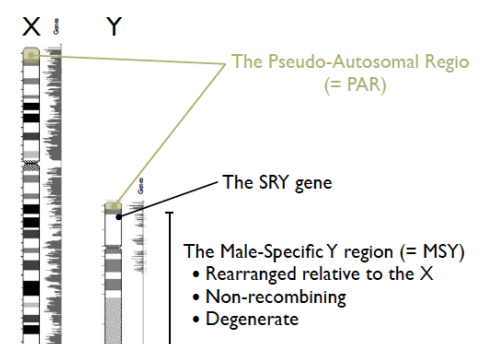 X Genes Y
The Pseudo-Autosomal Regio
(= PAR)
Genes
The SRY gene
The Male-Specific Y region (= MSY)
• Rearranged relative to the X
• Non-recombining
• Degenerate